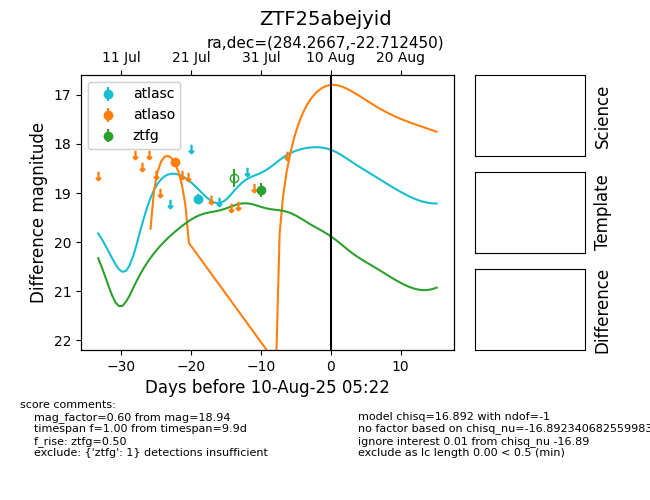 ZTF25abejyid
ra,dec=(284.2667,-22.712450)
11 Jul 21 Jul 31 Jul 10 Aug 20 Aug
atlasc
atlaso
ztfg
17
18
19
20
21
22
Difference magnitude
−30 −20 −10 0 10
Days before 10-Aug-25 05:22
Science
Template
Difference
score comments:
mag_factor=0.60 from mag=18.94
timespan f=1.00 from timespan=9.9d
f_rise: ztfg=0.50
exclude: {'ztfg': 1} detections insufficient
model chisq=16.892 with ndof=-1
no factor based on chisq_nu=-16.892340682559983
ignore interest 0.01 from chisq_nu -16.89
exclude as lc length 0.00 < 0.5 (min)